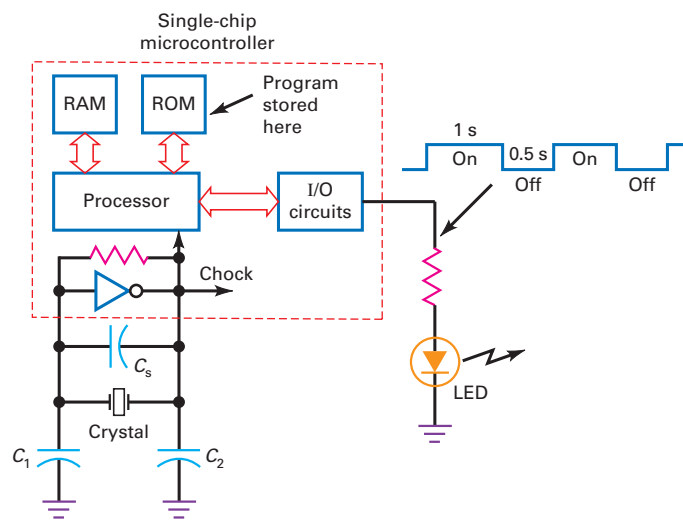 Single-chip
microcontroller
RAM
ROM
Program
stored
here
Processor
I/O
circuits
1 s
On
0.5 s
Off
On
Off
Chock
Cs
Crystal
C1
C2
LED